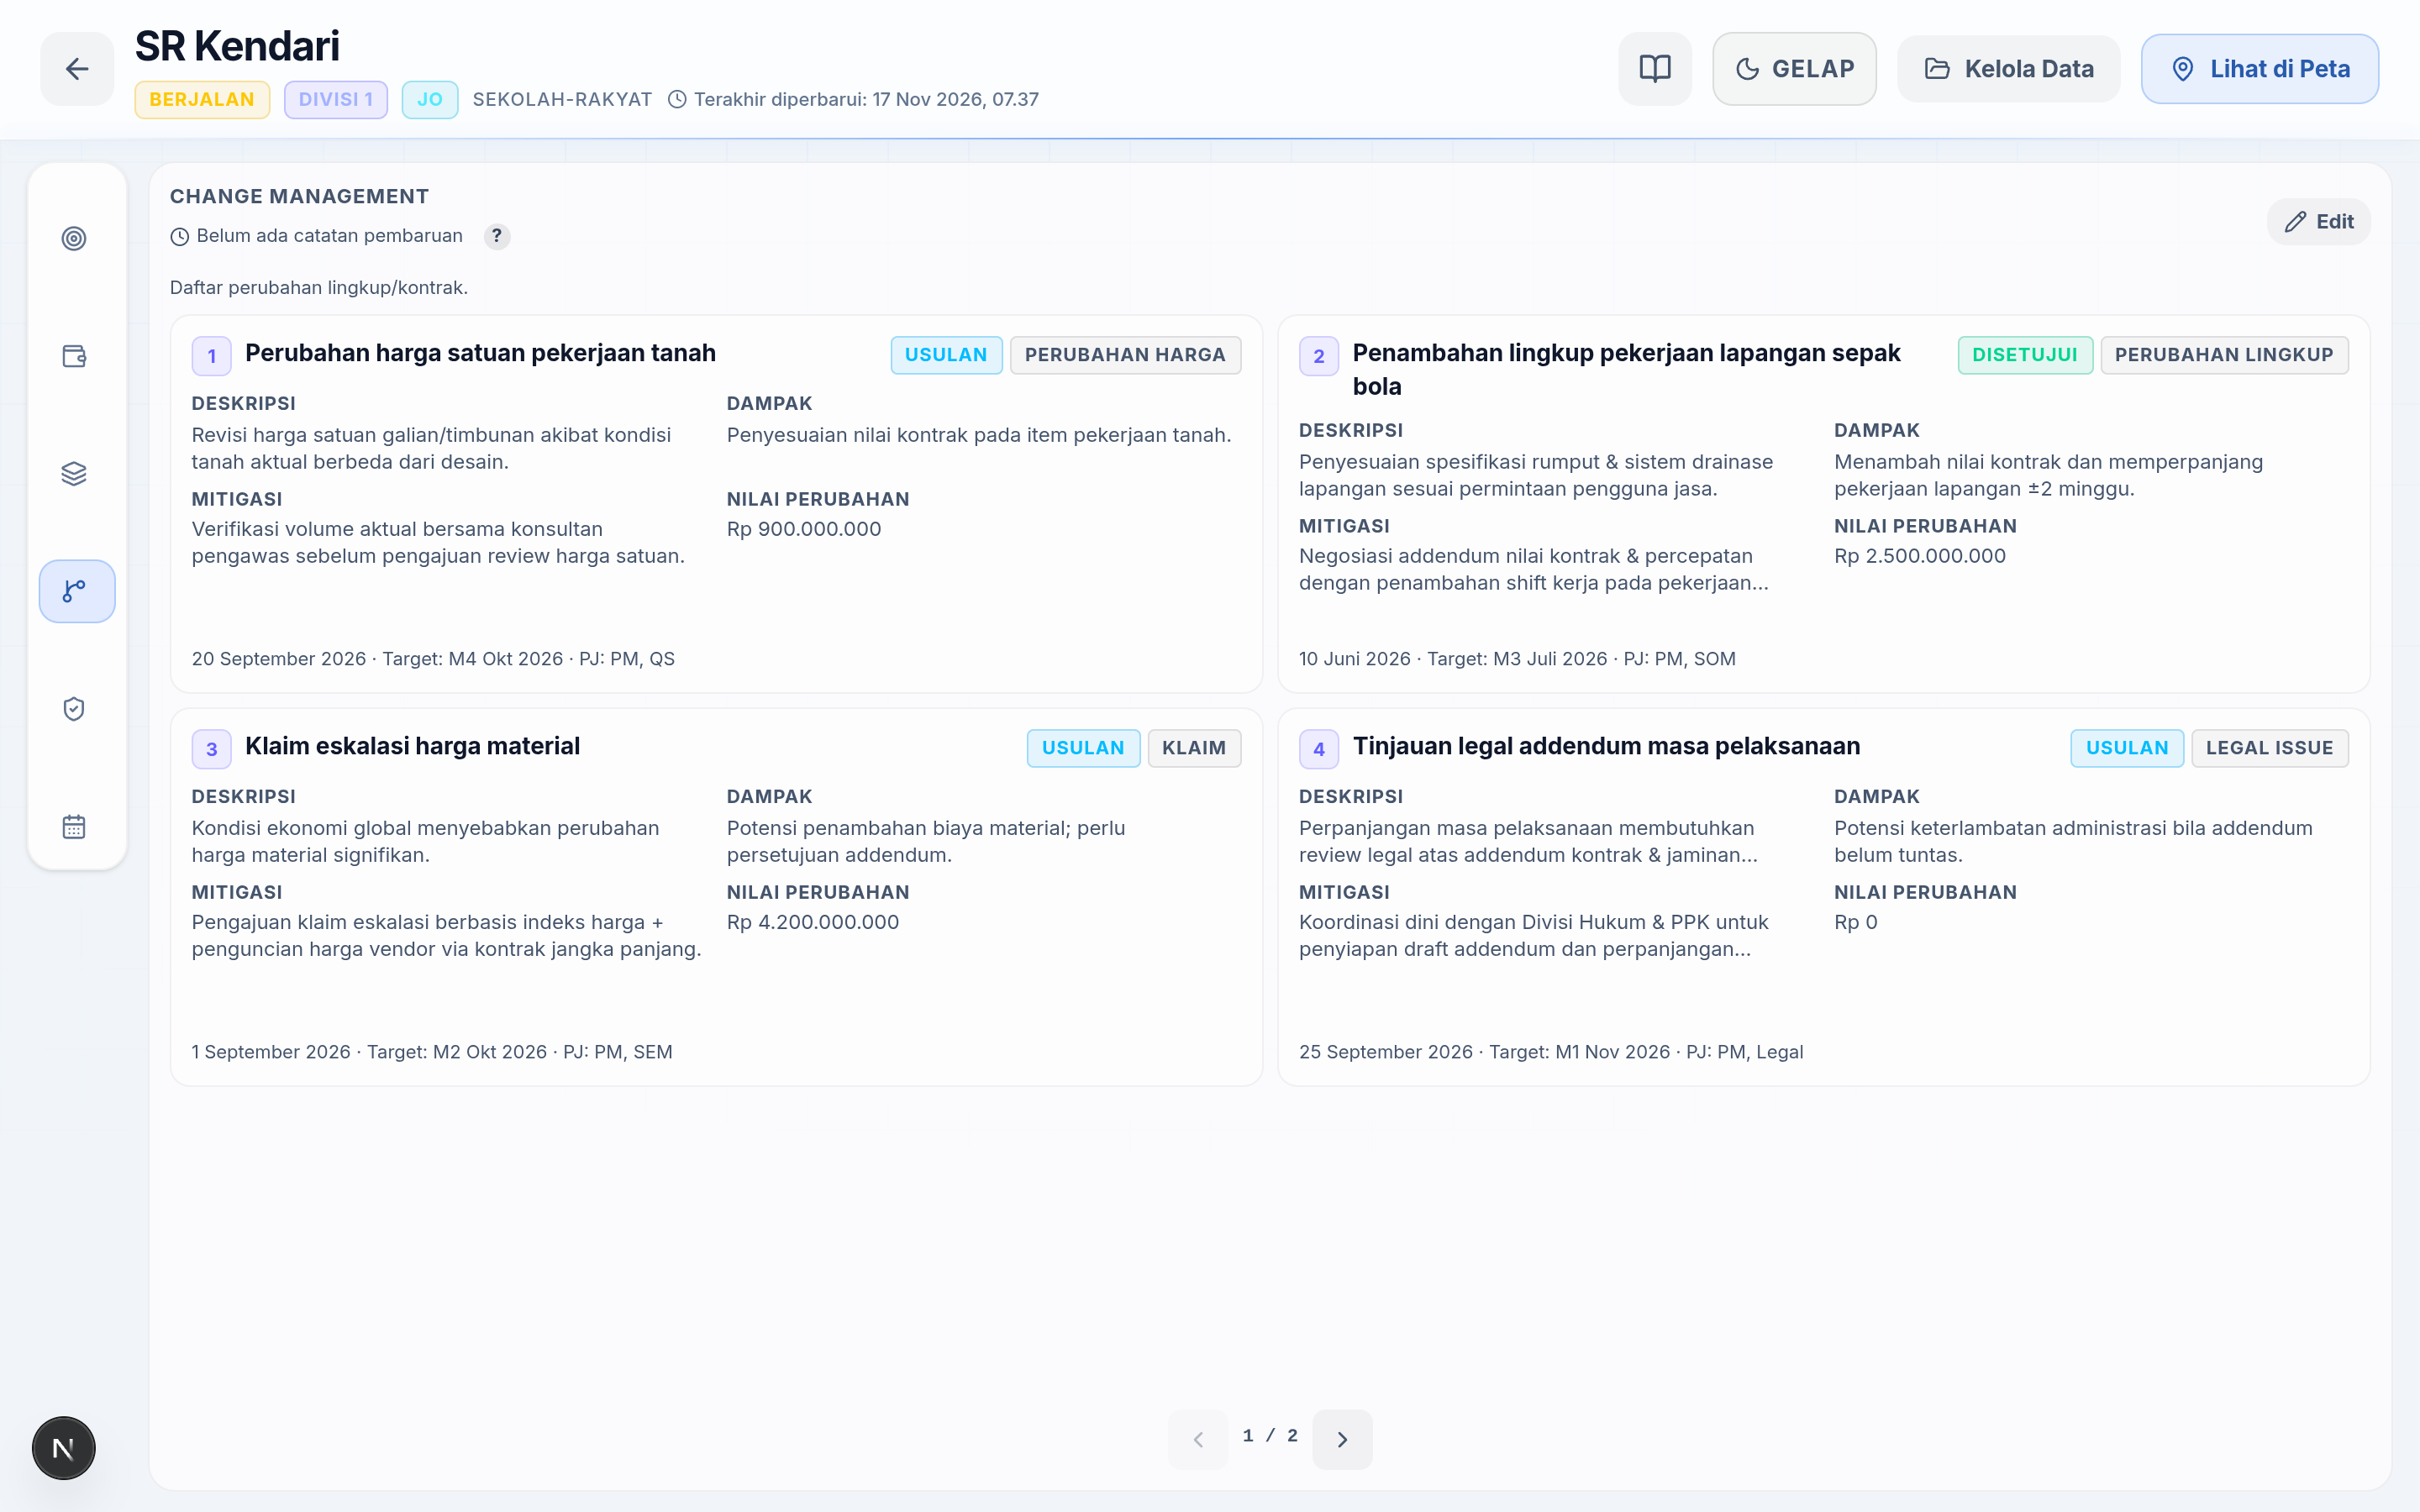 SR Kendari
BERJALAN DIVISI 1 JO SEKOLAH-RAKYAT Terakhir diperbarui: 17 Nov 2026, 07.37
GELAP
Kelola Data
Lihat di Peta
CHANGE MANAGEMENT
Belum ada catatan pembaruan ?
Edit
Daftar perubahan lingkup/kontrak.
1 Perubahan harga satuan pekerjaan tanah USULAN PERUBAHAN HARGA
DESKRIPSI
Revisi harga satuan galian/timbunan akibat kondisi
tanah aktual berbeda dari desain.
DAMPAK
Penyesuaian nilai kontrak pada item pekerjaan tanah.
MITIGASI
Verifikasi volume aktual bersama konsultan
pengawas sebelum pengajuan review harga satuan.
NILAI PERUBAHAN
Rp 900.000.000
20 September 2026 · Target: M4 Okt 2026 · PJ: PM, QS
2 Penambahan lingkup pekerjaan lapangan sepak
bola
DISETUJUI PERUBAHAN LINGKUP
DESKRIPSI
Penyesuaian spesifikasi rumput & sistem drainase
lapangan sesuai permintaan pengguna jasa.
DAMPAK
Menambah nilai kontrak dan memperpanjang
pekerjaan lapangan ±2 minggu.
MITIGASI
Negosiasi addendum nilai kontrak & percepatan
dengan penambahan shift kerja pada pekerjaan...
NILAI PERUBAHAN
Rp 2.500.000.000
10 Juni 2026 · Target: M3 Juli 2026 · PJ: PM, SOM
3 Klaim eskalasi harga material USULAN KLAIM
DESKRIPSI
Kondisi ekonomi global menyebabkan perubahan
harga material signifikan.
DAMPAK
Potensi penambahan biaya material; perlu
persetujuan addendum.
MITIGASI
Pengajuan klaim eskalasi berbasis indeks harga +
penguncian harga vendor via kontrak jangka panjang.
NILAI PERUBAHAN
Rp 4.200.000.000
1 September 2026 · Target: M2 Okt 2026 · PJ: PM, SEM
4 Tinjauan legal addendum masa pelaksanaan USULAN LEGAL ISSUE
DESKRIPSI
Perpanjangan masa pelaksanaan membutuhkan
review legal atas addendum kontrak & jaminan...
DAMPAK
Potensi keterlambatan administrasi bila addendum
belum tuntas.
MITIGASI
Koordinasi dini dengan Divisi Hukum & PPK untuk
penyiapan draft addendum dan perpanjangan...
NILAI PERUBAHAN
Rp 0
25 September 2026 · Target: M1 Nov 2026 · PJ: PM, Legal
N
1 / 2